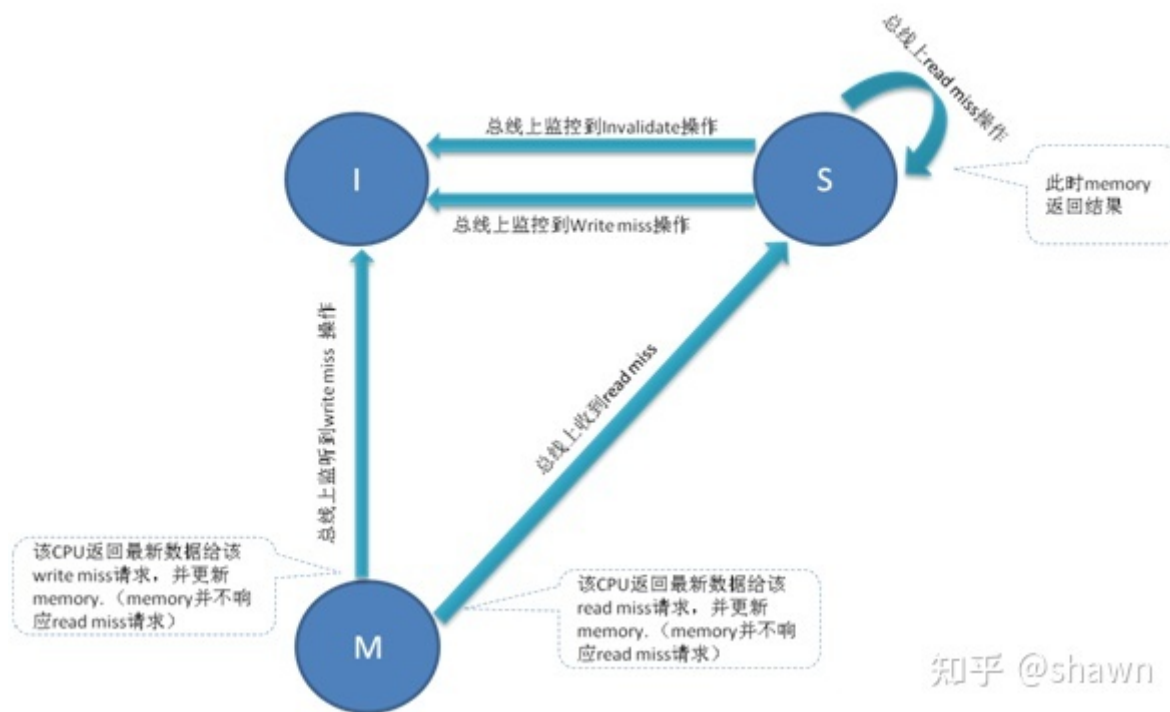 总线上read miss操作
总线上监控到Invalidate操作
I
S
此时memory
返回结果
总线上监控到Write miss操作
总线上监听到write miss 操作
总线上收到read miss
该CPU返回最新数据给该
write miss请求，并更新
memory.（memory并不响
应read miss请求）
该CPU返回最新数据给该
read miss请求，并更新
memory.（memory并不响
应read miss请求）
M
知乎 @shawn